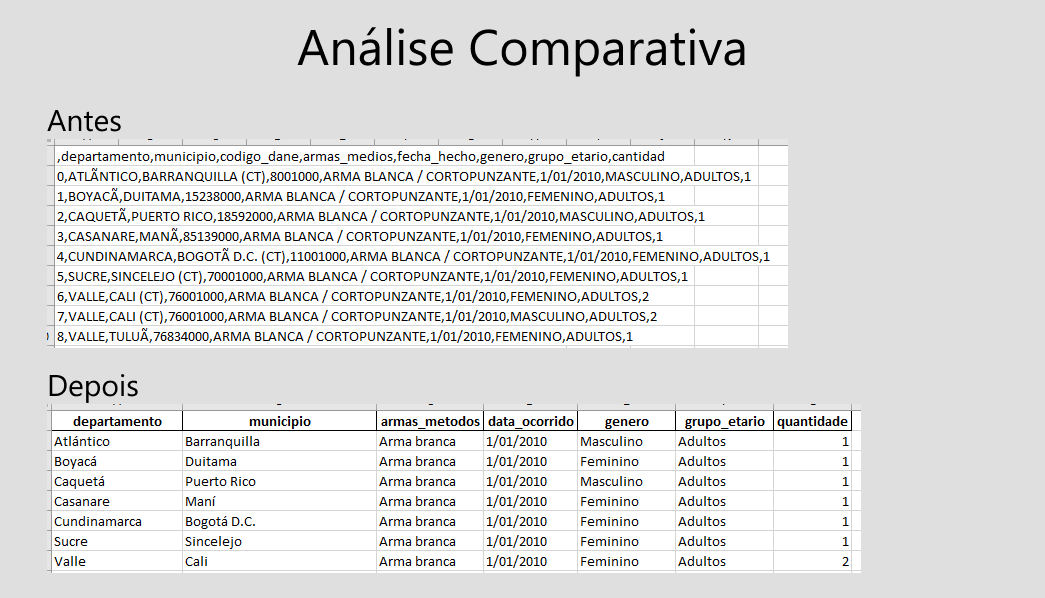 Análise Comparativa
Antes
,departamento,municipio,codigo_dane,armas_medios,fecha_hecho,genero,grupo_etario,cantidad
0,ATLÃNTICO,BARRANQUILLA (CT),8001000,ARMA BLANCA / CORTOPUNZANTE,1/01/2010,MASCULINO,ADULTOS,1
1,BOYACÃ,DUITAMA,15238000,ARMA BLANCA / CORTOPUNZANTE,1/01/2010,FEMENINO,ADULTOS,1
2,CAQUETÃ,PUERTO RICO,18592000,ARMA BLANCA / CORTOPUNZANTE,1/01/2010,MASCULINO,ADULTOS,1
3,CASANARE,MANÃ,85139000,ARMA BLANCA / CORTOPUNZANTE,1/01/2010,FEMENINO,ADULTOS,1
4,CUNDINAMARCA,BOGOTÃ D.C. (CT),11001000,ARMA BLANCA / CORTOPUNZANTE,1/01/2010,FEMENINO,ADULTOS,1
5,SUCRE,SINCELEJO (CT),70001000,ARMA BLANCA / CORTOPUNZANTE,1/01/2010,FEMENINO,ADULTOS,1
6,VALLE,CALI (CT),76001000,ARMA BLANCA / CORTOPUNZANTE,1/01/2010,FEMENINO,ADULTOS,2
7,VALLE,CALI (CT),76001000,ARMA BLANCA / CORTOPUNZANTE,1/01/2010,MASCULINO,ADULTOS,2
8,VALLE,TULUÃ,76834000,ARMA BLANCA / CORTOPUNZANTE,1/01/2010,FEMENINO,ADULTOS,1
Depois
departamento municipio armas_metodos data_ocorrido genero grupo_etario quantidade
Atlántico Barranquilla Arma branca 1/01/2010 Masculino Adultos 1
Boyacá Duitama Arma branca 1/01/2010 Feminino Adultos 1
Caquetá Puerto Rico Arma branca 1/01/2010 Masculino Adultos 1
Casanare Maní Arma branca 1/01/2010 Feminino Adultos 1
Cundinamarca Bogotá D.C. Arma branca 1/01/2010 Feminino Adultos 1
Sucre Sincelejo Arma branca 1/01/2010 Feminino Adultos 1
Valle Cali Arma branca 1/01/2010 Feminino Adultos 2